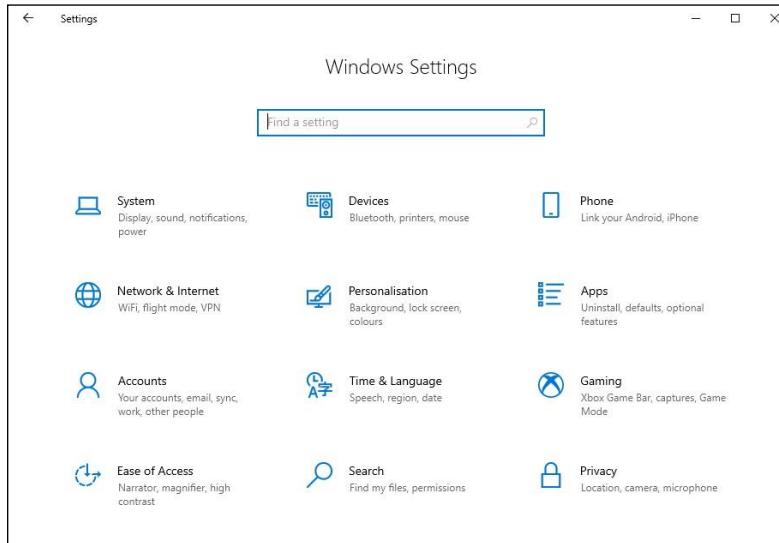 Settings
Windows Settings
Find a setting
System
Display, sound, notifications,
power
Devices
Bluetooth, printers, mouse
Phone
Link your Android, iPhone
Network & Internet
WiFi, flight mode, VPN
Personalisation
Background, lock screen,
colours
Apps
Uninstall, defaults, optional
features
Accounts
Your accounts, email, sync,
work, other people
Time & Language
Speech, region, date
Gaming
Xbox Game Bar, captures, Game
Mode
Ease of Access
Narrator, magnifier, high
contrast
Search
Find my files, permissions
Privacy
Location, camera, microphone